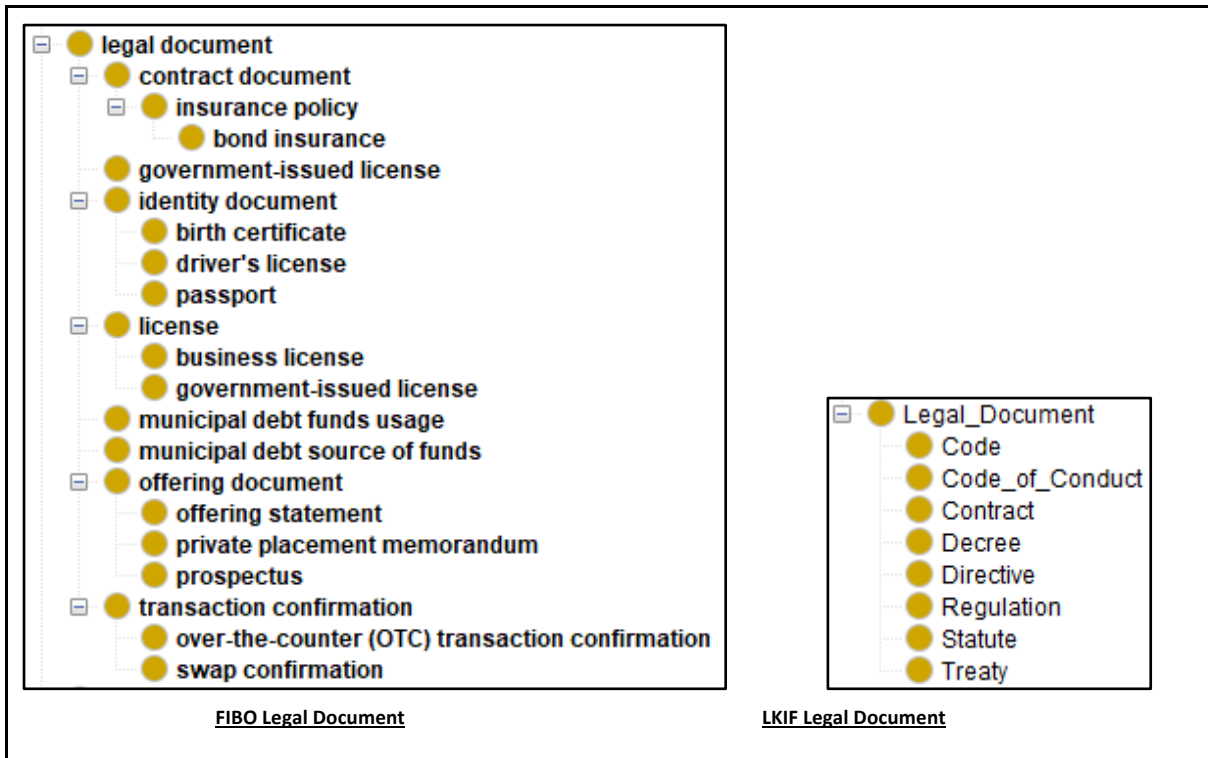 legal document
contract document
insurance policy
bond insurance
government-issued license
identity document
birth certificate
driver's license
passport
license
business license
government-issued license
municipal debt funds usage
municipal debt source of funds
offering document
offering statement
private placement memorandum
prospectus
transaction confirmation
over-the-counter (OTC) transaction confirmation
swap confirmation
FIBO Legal Document
Legal_Document
Code
Code_of_Conduct
Contract
Decree
Directive
Regulation
Statute
Treaty
LKIF Legal Document